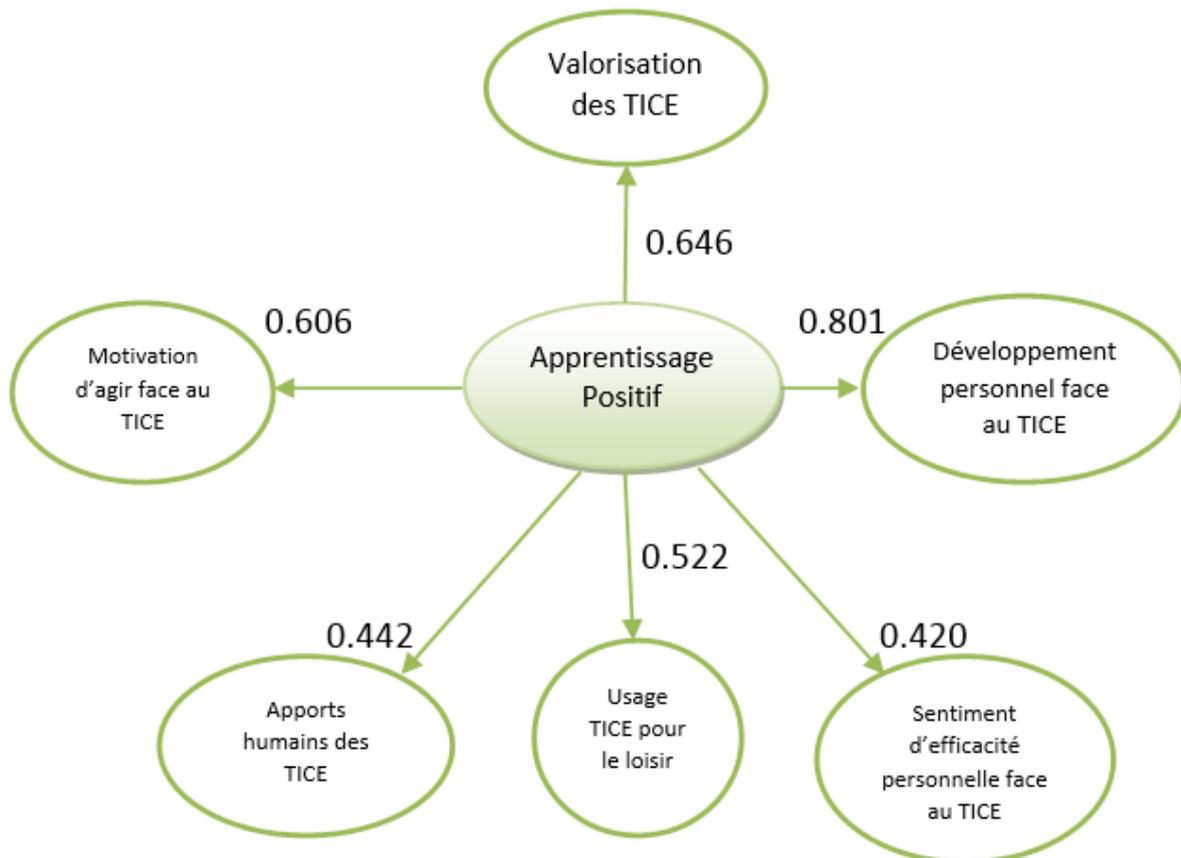 Valorisation
des TICE
0.646
0.606
0.801
Motivation
d’agir face au
TICE
Apprentissage
Positif
Développement
personnel face
au TICE
0.522
0.442
0.420
Apports
humains des
TICE
Usage
TICE pour
le loisir
Sentiment
d’efficacité
personnelle face
au TICE